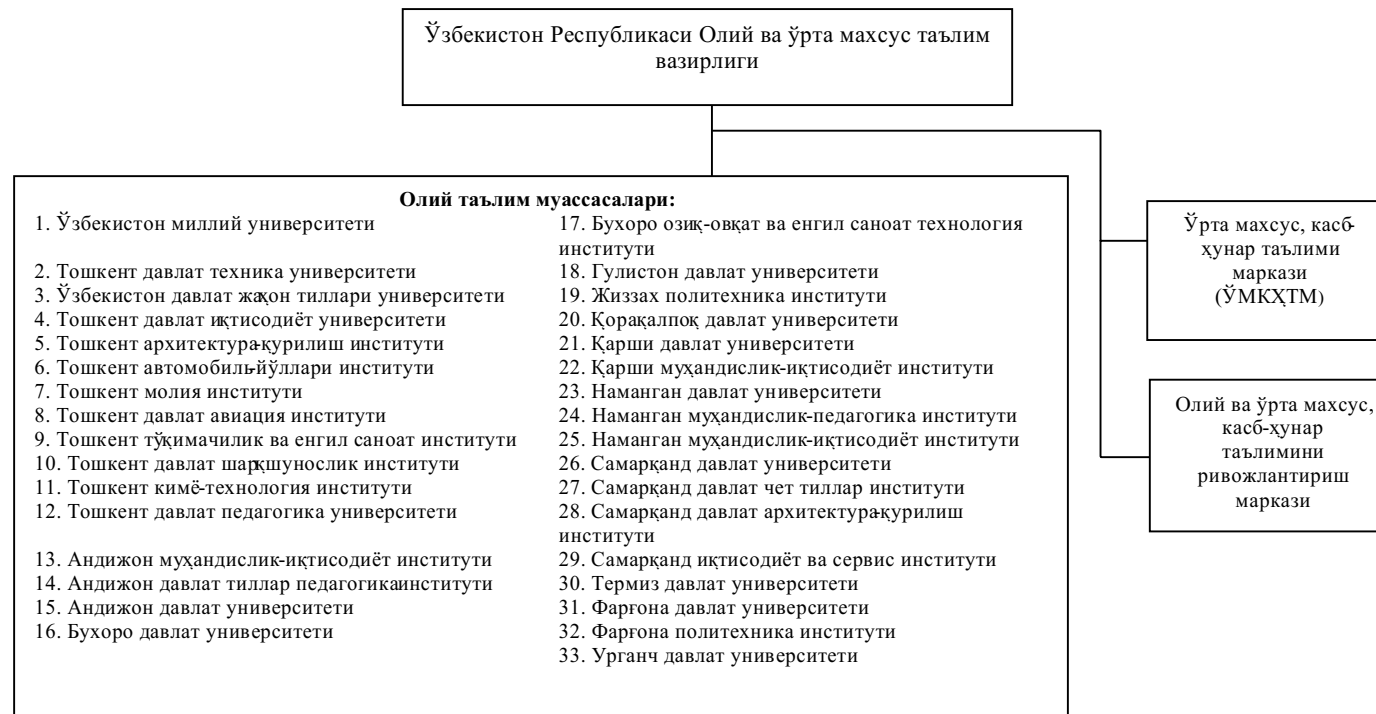 Ўзбекистон Республикаси Олий ва ўрта махсус таълим
вазирлиги
Олий таълим муассасалари:
1. Ўзбекистон миллий университети
2. Тошкент давлат техника университети
3. Ўзбекистон давлат жаҳон тиллари университети
4. Тошкент давлат иқтисодиёт университети
5. Тошкент архитектура-қурилиш институти
6. Тошкент автомобиль-йўллари институти
7. Тошкент молия институти
8. Тошкент давлат авиация институти
9. Тошкент тўқимачилик ва енгил саноат институти
10. Тошкент давлат шарқшунослик институти
11. Тошкент кимё-технология институти
12. Тошкент давлат педагогика университети
13. Андижон муҳандислик-иқтисодиёт институти
14. Андижон давлат тиллар педагогикаинститути
15. Андижон давлат университети
16. Бухоро давлат университети
17. Бухоро озиқ-овқат ва енгил саноат технология
институти
18. Гулистон давлат университети
19. Жиззах политехника институти
20. Қорақалпоқ давлат университети
21. Қарши давлат университети
22. Қарши муҳандислик-иқтисодиёт институти
23. Наманган давлат университети
24. Наманган муҳандислик-педагогика институти
25. Наманган муҳандислик-иқтисодиёт институти
26. Самарқанд давлат университети
27. Самарқанд давлат чет тиллар институти
28. Самарқанд давлат архитектура-қурилиш
институти
29. Самарқанд иқтисодиёт ва сервис институти
30. Термиз давлат университети
31. Фарғона давлат университети
32. Фарғона политехника институти
33. Урганч давлат университети
Ўрта махсус, касб-
ҳунар таълими
маркази
(ЎМКҲТМ)
Олий ва ўрта махсус,
касб-ҳунар
таълимини
ривожлантириш
маркази